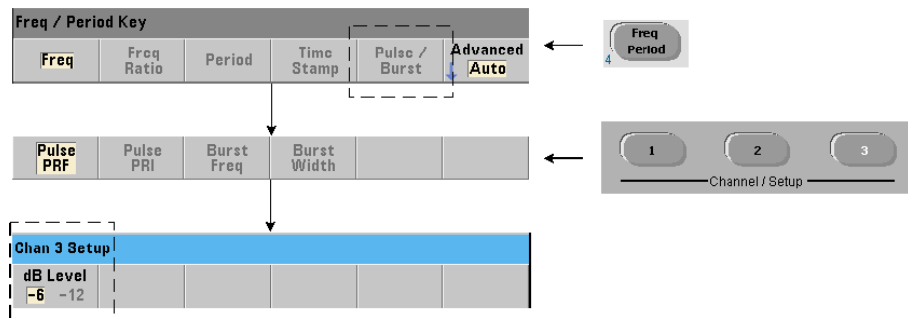 Freq / Period Key
Freq
Freq Ratio
Period
Time Stamp
Pulse / Burst
Advanced Auto
Freq Period
4
Pulse PRF
Pulse PRI
Burst Freq
Burst Width
1
2
3
Channel / Setup
Chan 3 Setup
dB Level
-6 -12